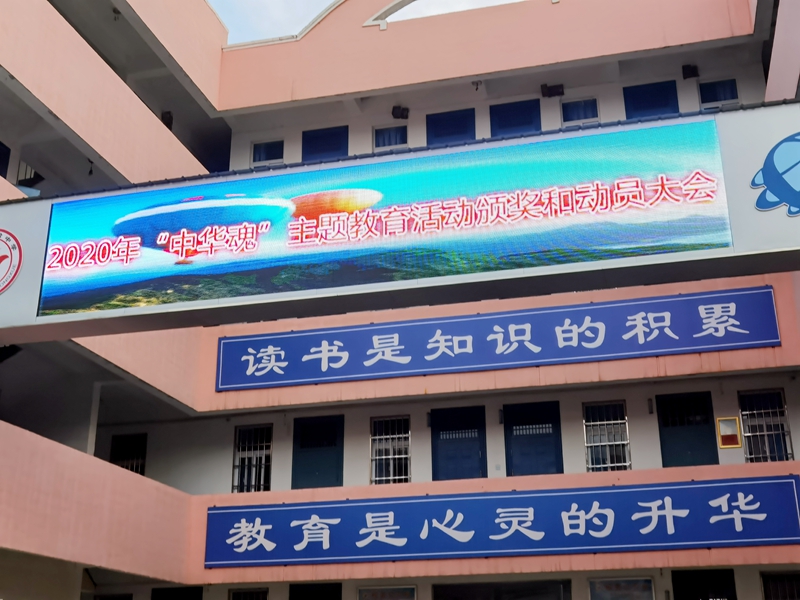 2020年“中华魂”主题教育活动颁奖和动员大会
读书是知识的积累
教育是心灵的升华